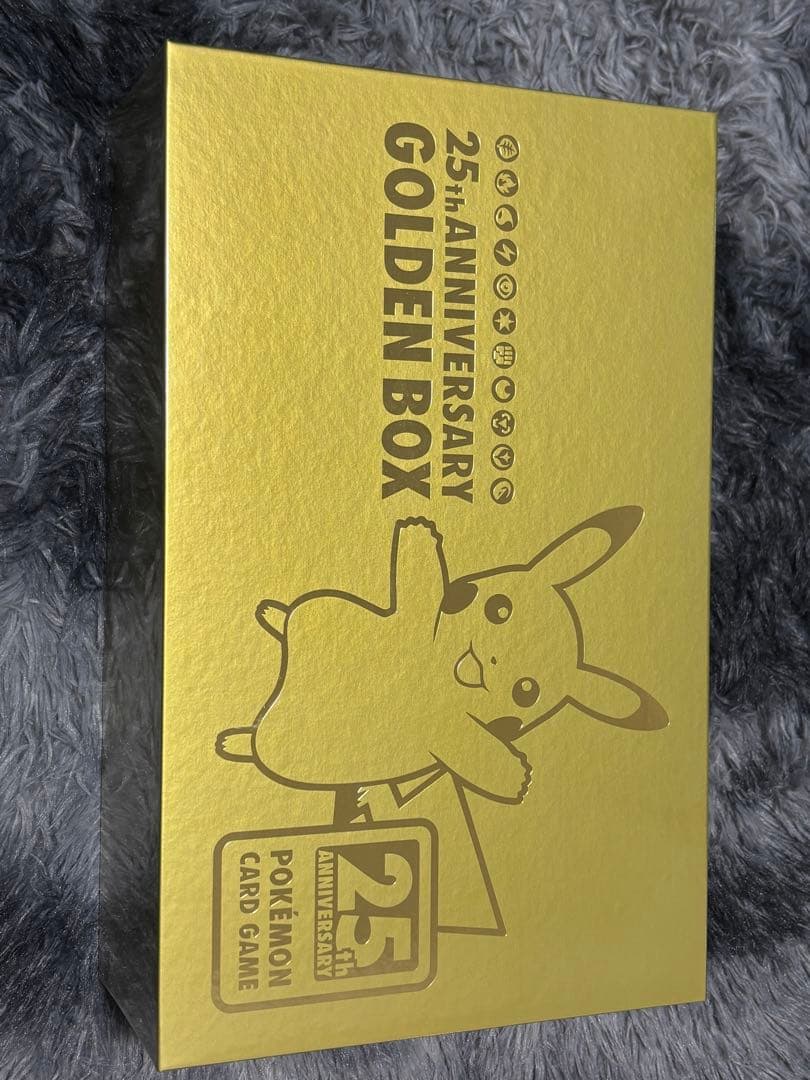 25th ANNIVERSARY
GOLDEN BOX
25th
ANNIVERSARY
POKÉMON
CARD GAME